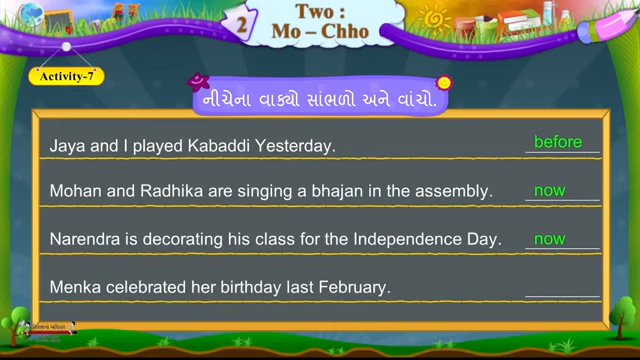 2
Two :
Mo – Chho
Activity-7
નીચેના વાક્યો સાંભળો અને વાંચો.
Jaya and I played Kabaddi Yesterday. before
Mohan and Radhika are singing a bhajan in the assembly. now
Narendra is decorating his class for the Independence Day. now
Menka celebrated her birthday last February.